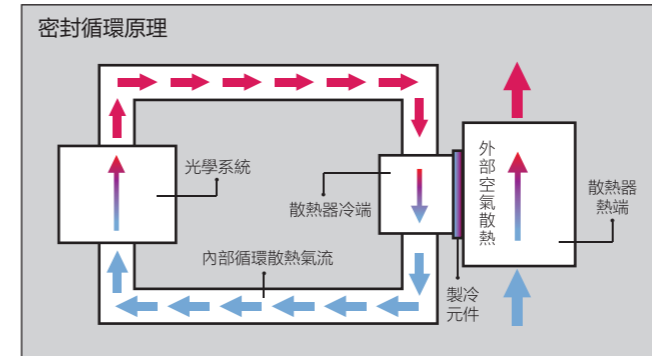 密封循環原理
光學系統
散熱器冷端
內部循環散熱氣流
外部空氣散熱
製冷
元件
散熱器
熱端